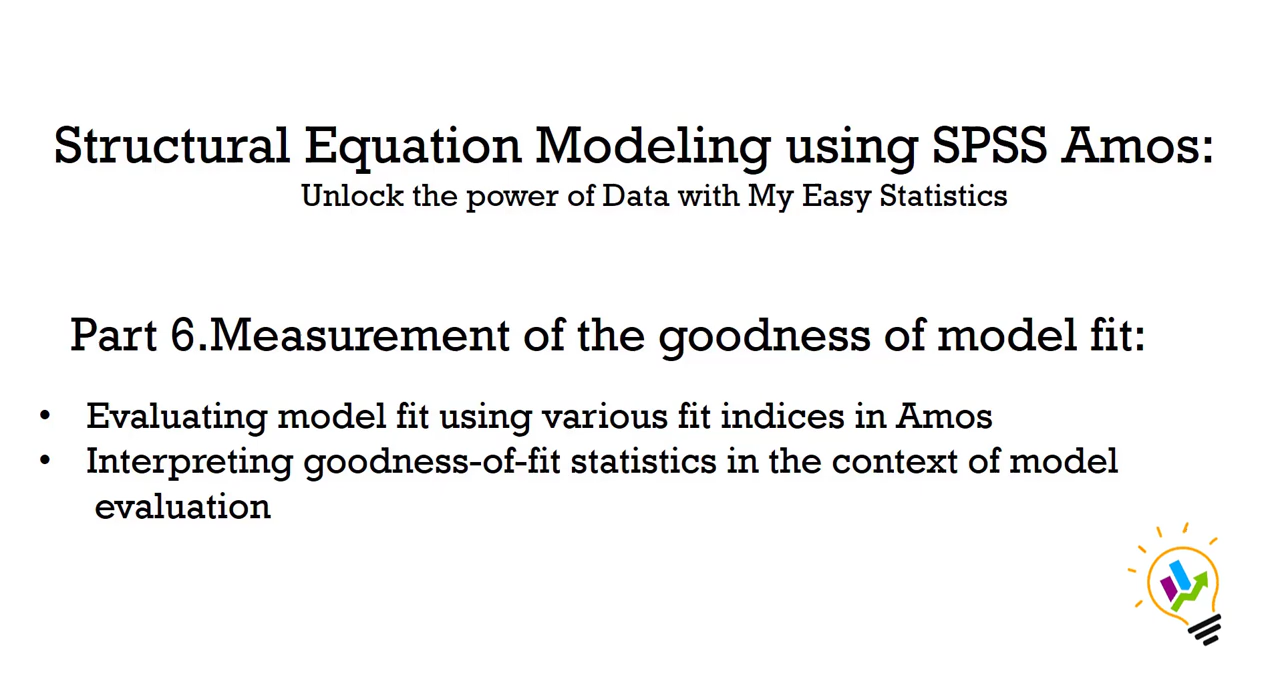 Structural Equation Modeling using SPSS Amos:
Unlock the power of Data with My Easy Statistics
Part 6.Measurement of the goodness of model fit:
• Evaluating model fit using various fit indices in Amos
• Interpreting goodness-of-fit statistics in the context of model
evaluation